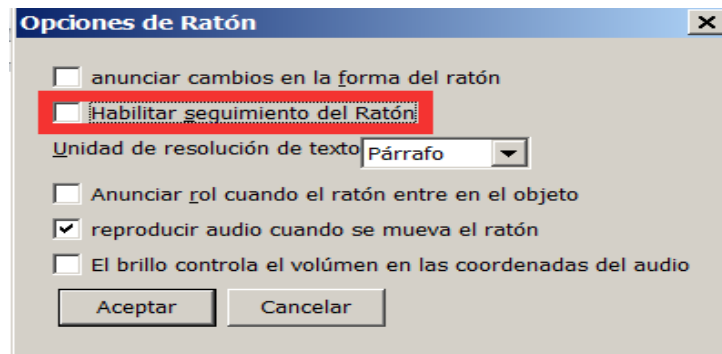 Opciones de Ratón
anunciar cambios en la forma del ratón
Habilitar seguimiento del Ratón
Unidad de resolución de texto Párrafo
Anunciar rol cuando el ratón entre en el objeto
reproducir audio cuando se mueva el ratón
El brillo controla el volúmen en las coordenadas del audio
Aceptar Cancelar